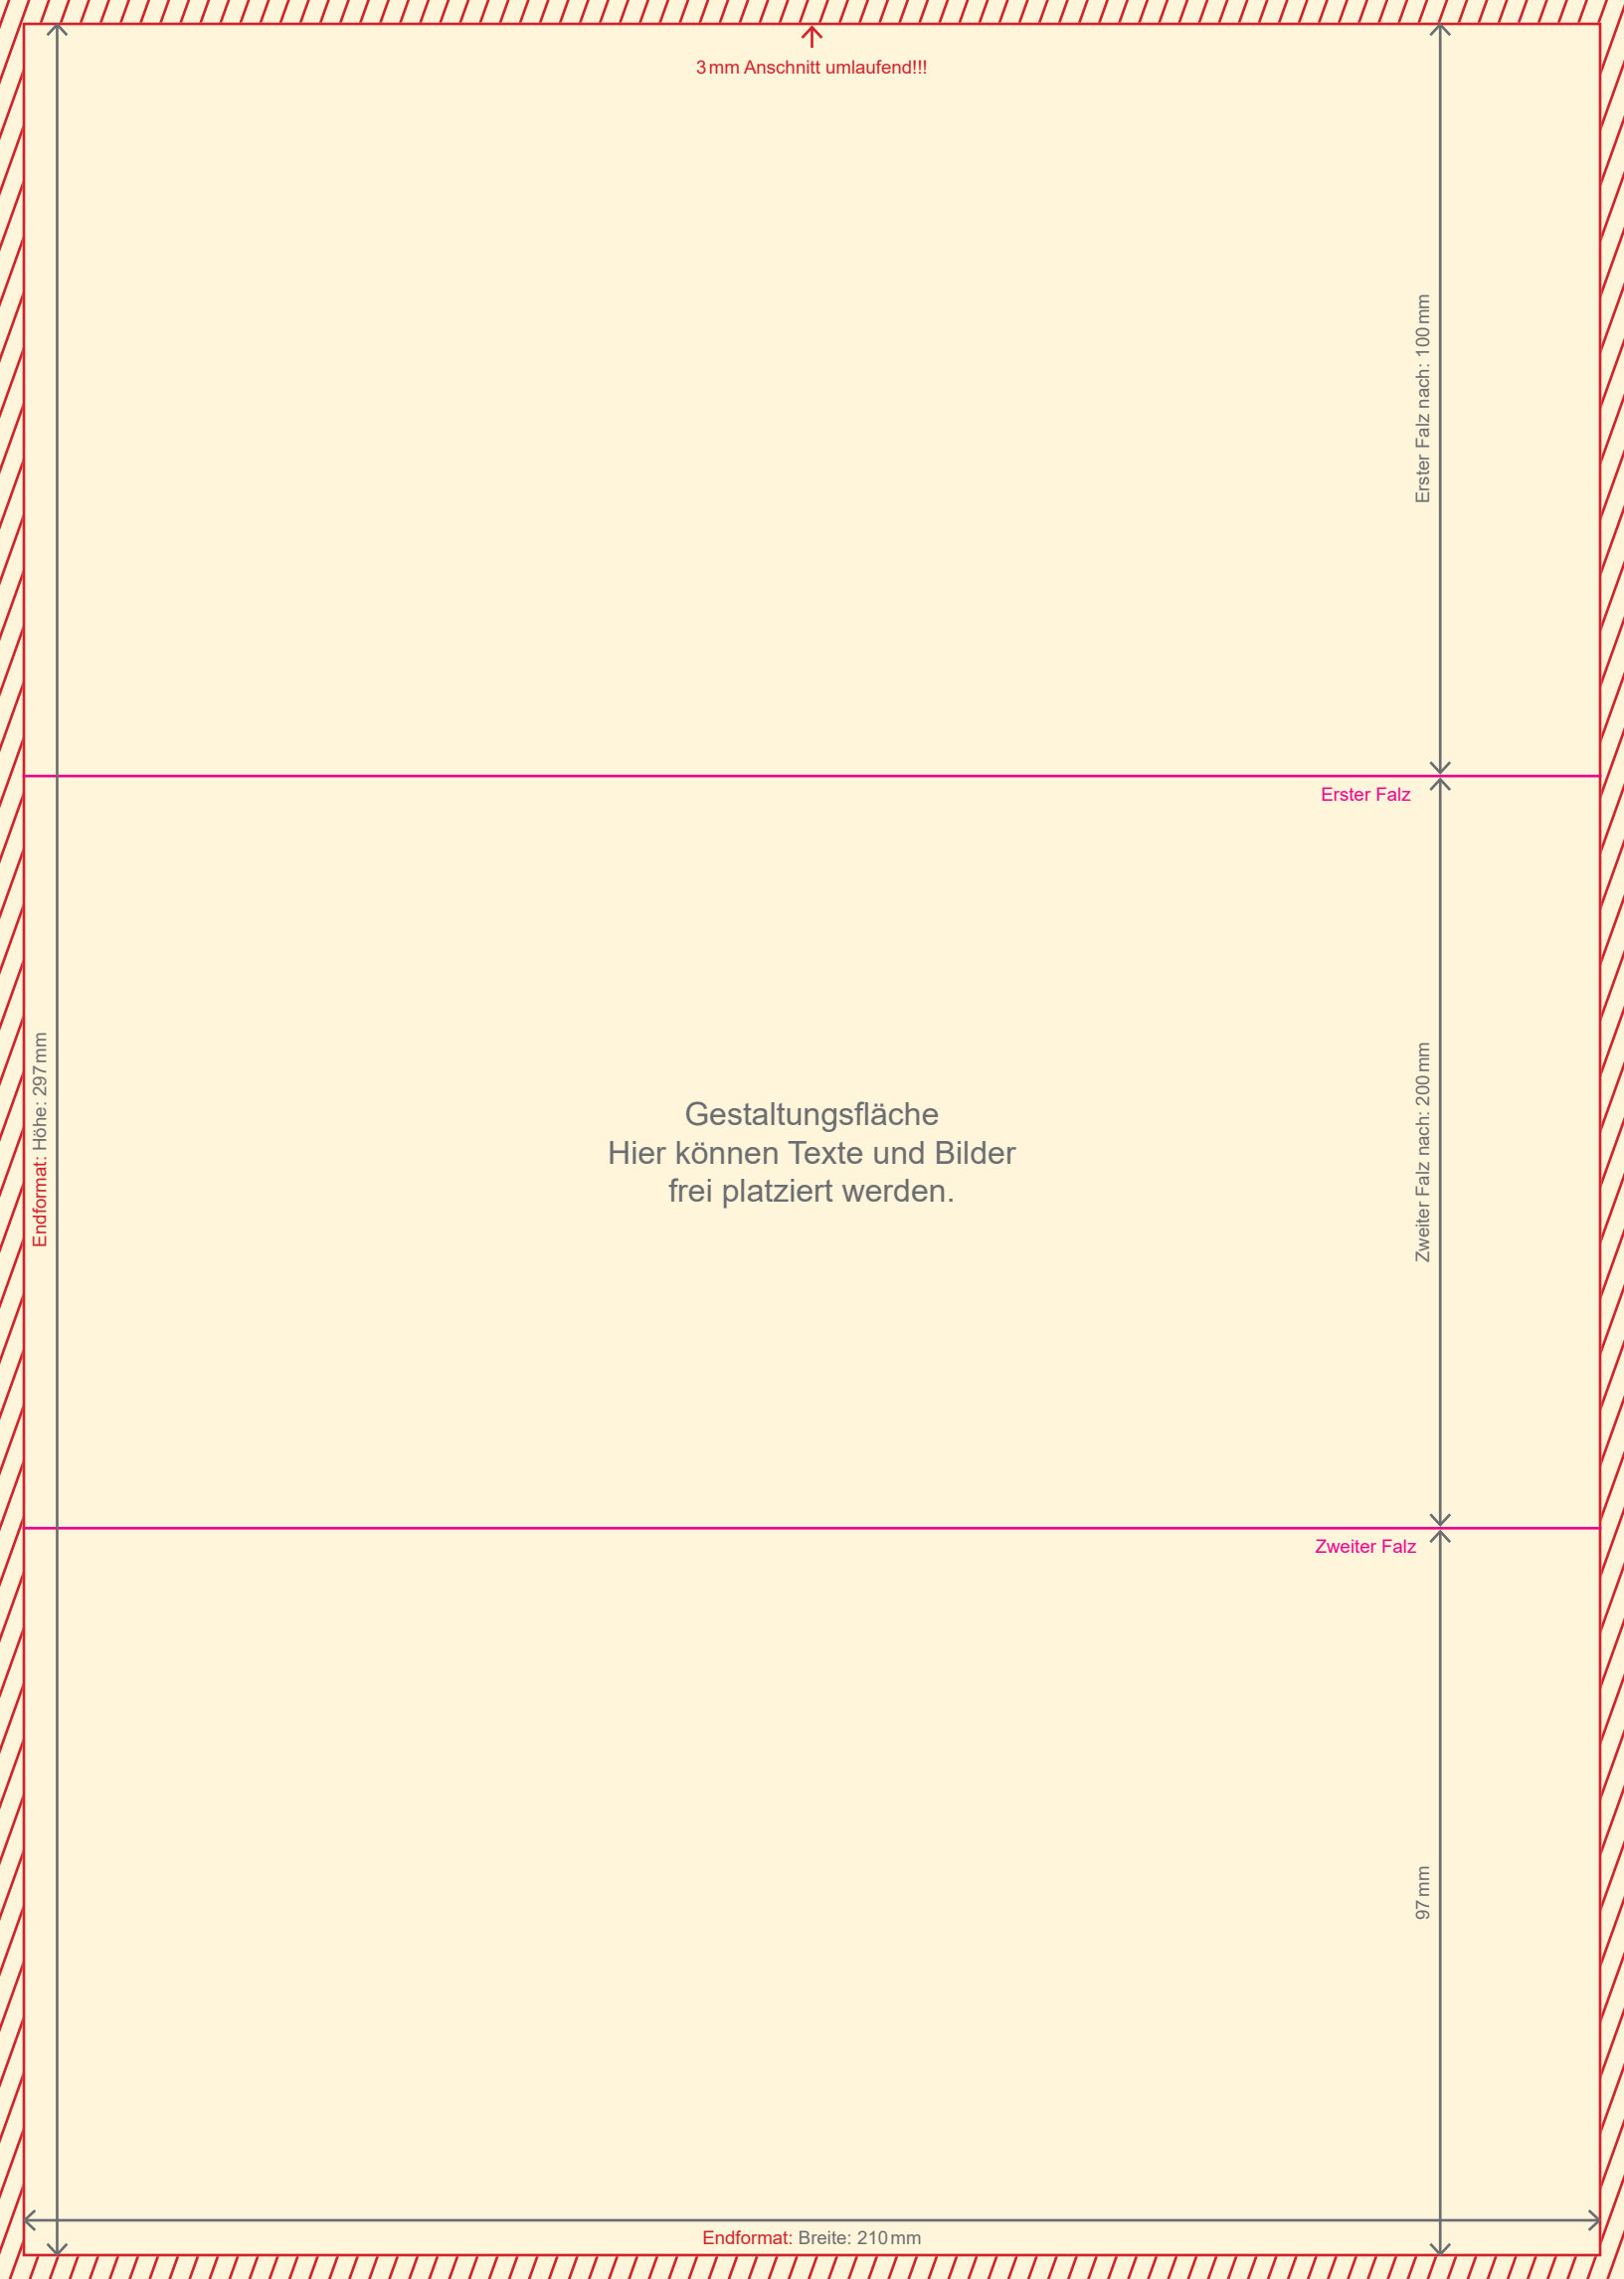 3 mm Anschnitt umlaufend!!!
Erster Falz nach: 100 mm
Erster Falz
Endformat: Höhe: 297 mm
Gestaltungsfläche
Hier können Texte und Bilder
frei platziert werden.
Zweiter Falz nach: 200 mm
Zweiter Falz
97 mm
Endformat: Breite: 210 mm